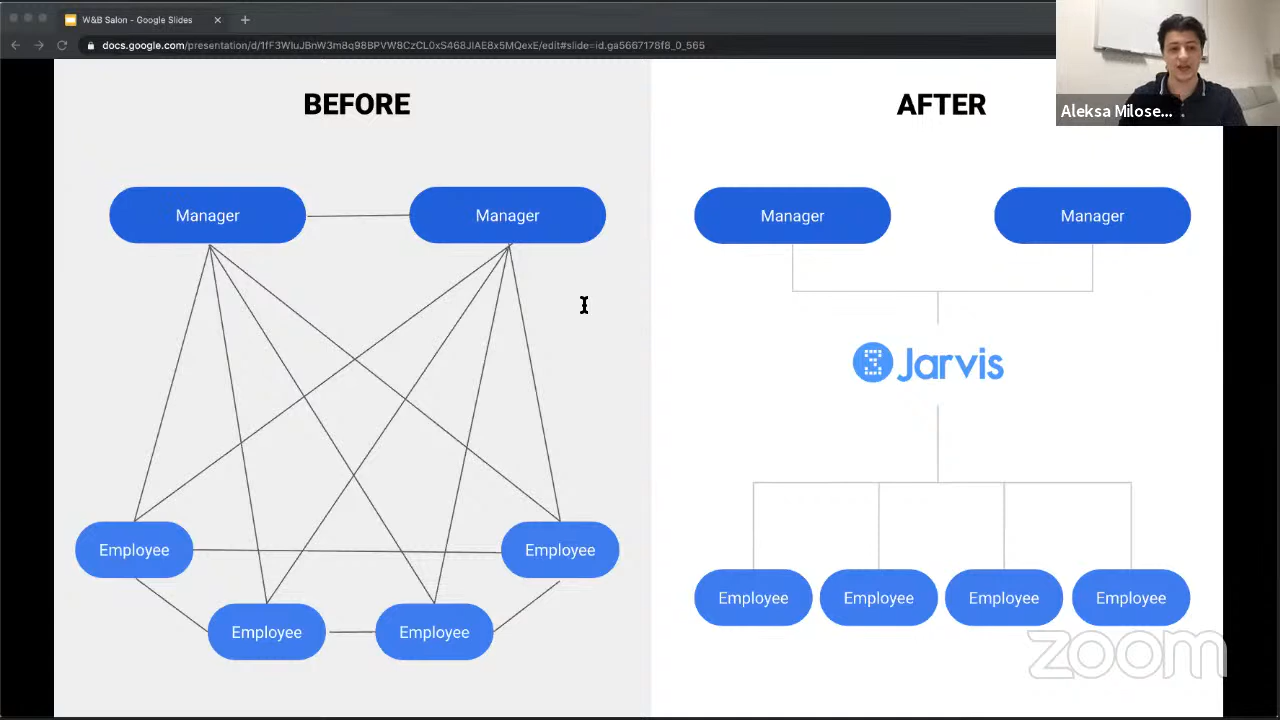 W&B Salon - Google Slides
docs.google.com/presentation/d/1fF3WIuJBnW3m8q98BPVW8CzCL0xS468JIAE8x5MQexE/edit#slide=id.ga5667178f8_0_565
Aleksa Milose...
BEFORE
AFTER
Manager
Manager
Manager
Manager
Jarvis
Employee
Employee
Employee
Employee
Employee
Employee
Employee
Employee
zoom